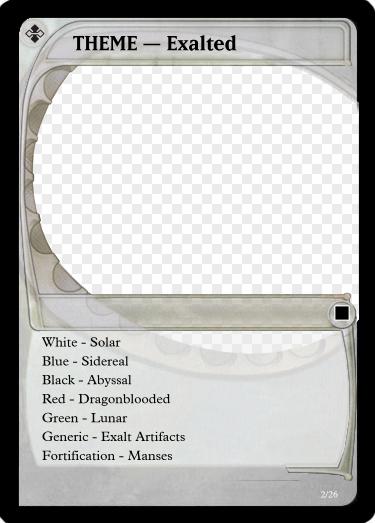 THEME — Exalted
White - Solar
Blue - Sidereal
Black - Abyssal
Red - Dragonblooded
Green - Lunar
Generic - Exalt Artifacts
Fortification - Manses
2/26